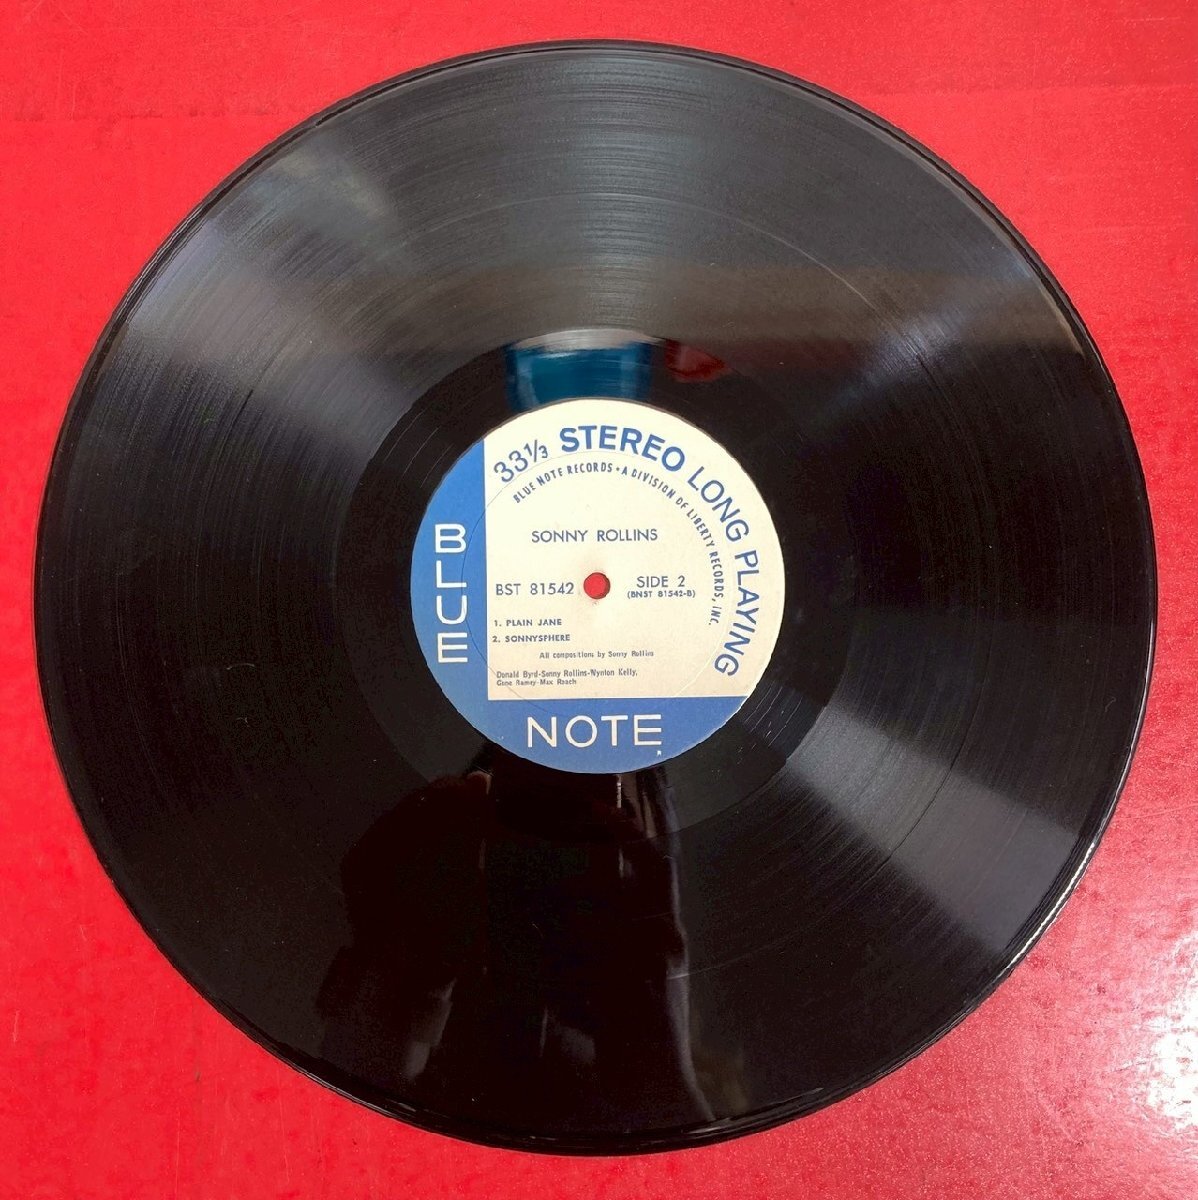 33⅓ STEREO LONG PLAYING
BLUE NOTE RECORDS • A DIVISION OF LIBERTY RECORDS, INC.
SONNY ROLLINS
BST 81542
SIDE 2
(BNST 81542-B)
1. PLAIN JANE
2. SONNYSPHERE
All compositions by Sonny Rollins
Donald Byrd-Sonny Rollins-Wynton Kelly,
Gene Ramey-Max Roach
BLUE
NOTE